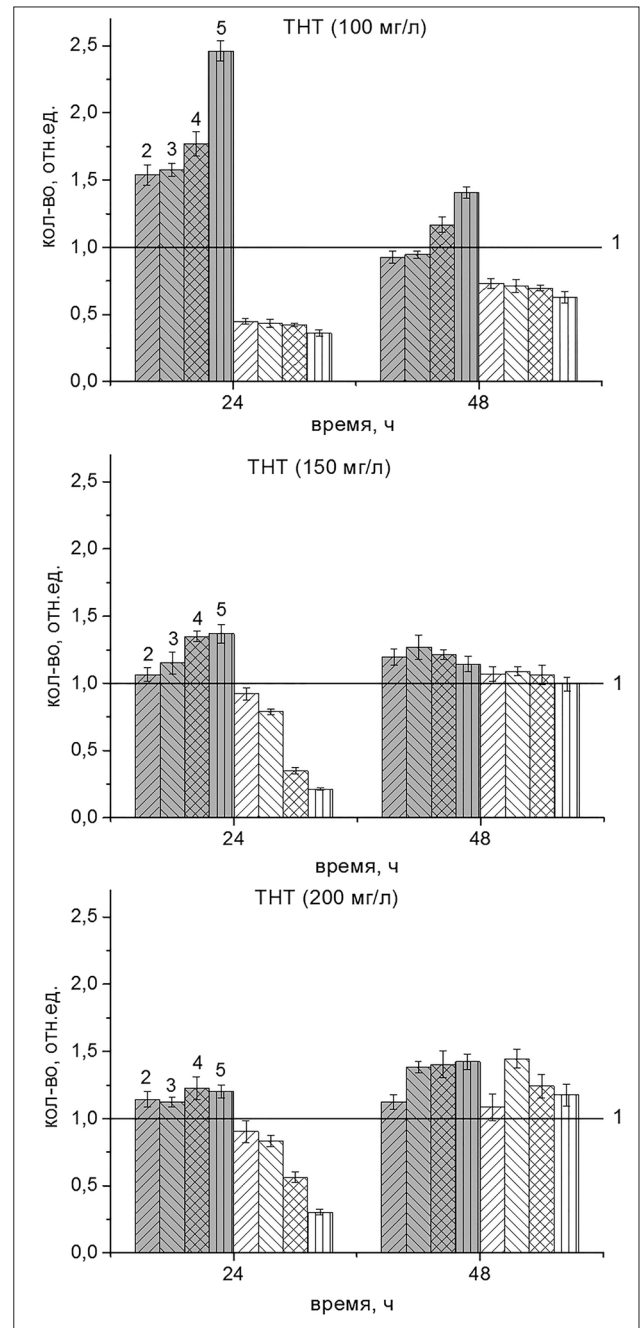 ТНТ (100 мг/л)
кол-во, отн.ед.
2,5
2,0
1,5
1,0
0,5
0,0
2 3 4 5
1
24 48
время, ч
ТНТ (150 мг/л)
кол-во, отн.ед.
2,5
2,0
1,5
1,0
0,5
0,0
2 3 4 5
1
24 48
время, ч
ТНТ (200 мг/л)
кол-во, отн.ед.
2,5
2,0
1,5
1,0
0,5
0,0
2 3 4 5
1
24 48
время, ч